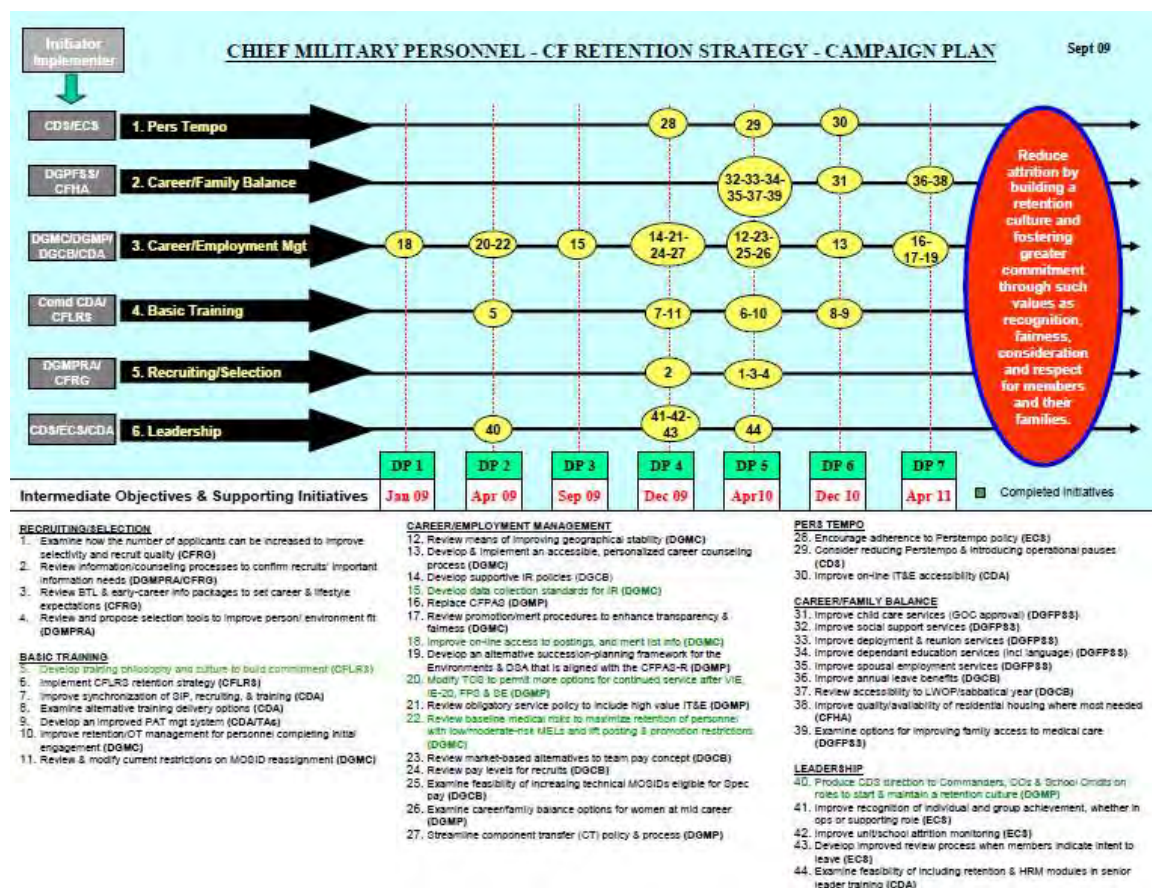 Initiator
Implementer
CHIEF MILITARY PERSONNEL - CF RETENTION STRATEGY - CAMPAIGN PLAN
Sept 09
CDS/ECS
1. Pers Tempo
28
29
30
DGPFSS/
CFHA
2. Career/Family Balance
32-33-34-
35-37-39
31
36-38
DGMC/DGMP/
DGCB/CDA
3. Career/Employment Mgt
18
20-22
15
14-21-
24-27
12-23-
25-26
13
16-
17-19
Comd CDA/
CFLRS
4. Basic Training
5
7-11
6-10
8-9
DGMPRA/
CFRG
5. Recruiting/Selection
2
1-3-4
CDS/ECS/CDA
6. Leadership
40
41-42-
43
44
Reduce
attrition by
building a
retention
culture and
fostering
greater
commitment
through such
values as
recognition,
fairness,
consideration
and respect
for members
and their
families.
DP 1
DP 2
DP 3
DP 4
DP 5
DP 6
DP 7
Jan 09
Apr 09
Sep 09
Dec 09
Apr10
Dec 10
Apr 11
Intermediate Objectives & Supporting Initiatives
Completed Initiatives
RECRUITING/SELECTION
1. Examine how the number of applicants can be increased to improve
selectivity and recruit quality (CFRG)
2. Review information/counseling processes to confirm recruits' important
information needs (DGMPRA/CFRG)
3. Review BTL & early-career info packages to set career & lifestyle
expectations (CFRG)
4. Review and propose selection tools to improve person/ environment fit
(DGMPRA)
BASIC TRAINING
5. Develop training philosophy and culture to build commitment (CFLRS)
6. Implement CFLRS retention strategy (CFLRS)
7. Improve synchronization of SIP, recruiting, & training (CDA)
8. Examine alternative training delivery options (CDA)
9. Develop an improved PAT mgt system (CDA/TAs)
10. Improve retention/OT management for personnel completing initial
engagement (DGMC)
11. Review & modify current restrictions on MOSID reassignment (DGMC)
CAREER/EMPLOYMENT MANAGEMENT
12. Review means of improving geographical stability (DGMC)
13. Develop & implement an accessible, personalized career counseling
process (DGMC)
14. Develop supportive IR policies (DGCB)
15. Develop data collection standards for IR (DGMC)
16. Replace CFPAS (DGMP)
17. Review promotion/merit procedures to enhance transparency &
fairness (DGMC)
18. Improve on-line access to postings, and merit list info (DGMC)
19. Develop an alternative succession-planning framework for the
Environments & DSA that is aligned with the CFPAS-R (DGMP)
20. Modify TOS to permit more options for continued service after VIE,
IE-20, FPS & SE (DGMP)
21. Review obligatory service policy to include high value IT&E (DGMP)
22. Review baseline medical risks to maximize retention of personnel
with low/moderate-risk MELs and lift posting & promotion restrictions
(DGMC)
23. Review market-based alternatives to team pay concept (DGCB)
24. Review pay levels for recruits (DGCB)
25. Examine feasibility of increasing technical MOSIDs eligible for Spec
pay (DGCB)
26. Examine career/family balance options for women at mid career
(DGMP)
27. Streamline component transfer (CT) policy & process (DGMP)
PERS TEMPO
28. Encourage adherence to Perstempo policy (ECS)
29. Consider reducing Perstempo & introducing operational pauses
(CDS)
30. Improve on-line IT&E accessibility (CDA)
CAREER/FAMILY BALANCE
31. Improve child care services (GOC approval) (DGFPSS)
32. Improve social support services (DGFPSS)
33. Improve deployment & reunion services (DGFPSS)
34. Improve dependant education services (incl language) (DGFPSS)
35. Improve spousal employment services (DGFPSS)
36. Improve annual leave benefits (DGCB)
37. Review accessibility to LWOP/sabbatical year (DGCB)
38. Improve quality/availability of residential housing where most needed
(CFHA)
39. Examine options for improving family access to medical care
(DGFPSS)
LEADERSHIP
40. Produce CDS direction to Commanders, COs & School Cmdts on
roles to start & maintain a retention culture (DGMP)
41. Improve recognition of individual and group achievement, whether in
ops or supporting role (ECS)
42. Improve unit/school attrition monitoring (ECS)
43. Develop improved review process when members indicate intent to
leave (ECS)
44. Examine feasibility of including retention & HRM modules in senior
leader training (CDA)